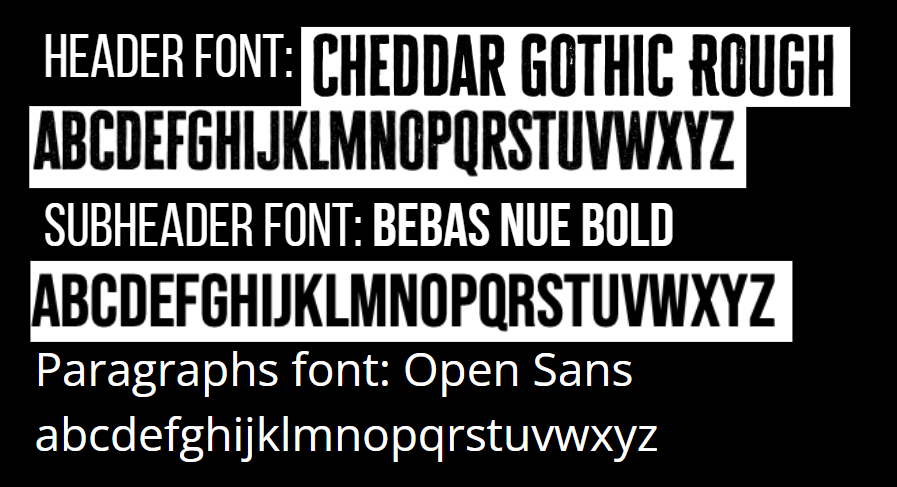 HEADER FONT: CHEDDAR GOTHIC ROUGH
ABCDEFGHIJKLMNOPQRSTUVWXYZ
SUBHEADER FONT: BEBAS NUE BOLD
ABCDEFGHIJKLMNOPQRSTUVWXYZ
Paragraphs font: Open Sans
abcdefghijklmnopqrstuvwxyz